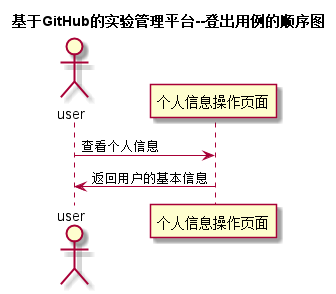 基于GitHub的实验管理平台--登出用例的顺序图
user
个人信息操作页面
查看个人信息
返回用户的基本信息
user
个人信息操作页面